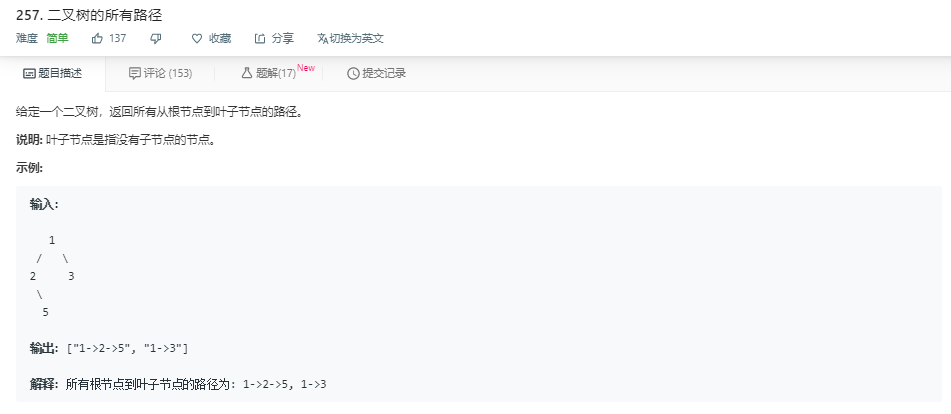 257. 二叉树的所有路径
难度 简单 137 收藏 分享 切换为英文
题目描述 评论 (153) 题解(17) New 提交记录
给定一个二叉树，返回所有从根节点到叶子节点的路径。
说明: 叶子节点是指没有子节点的节点。
示例:
输入:
1
/ \
2 3
\
5
输出: ["1->2->5", "1->3"]
解释: 所有根节点到叶子节点的路径为: 1->2->5, 1->3